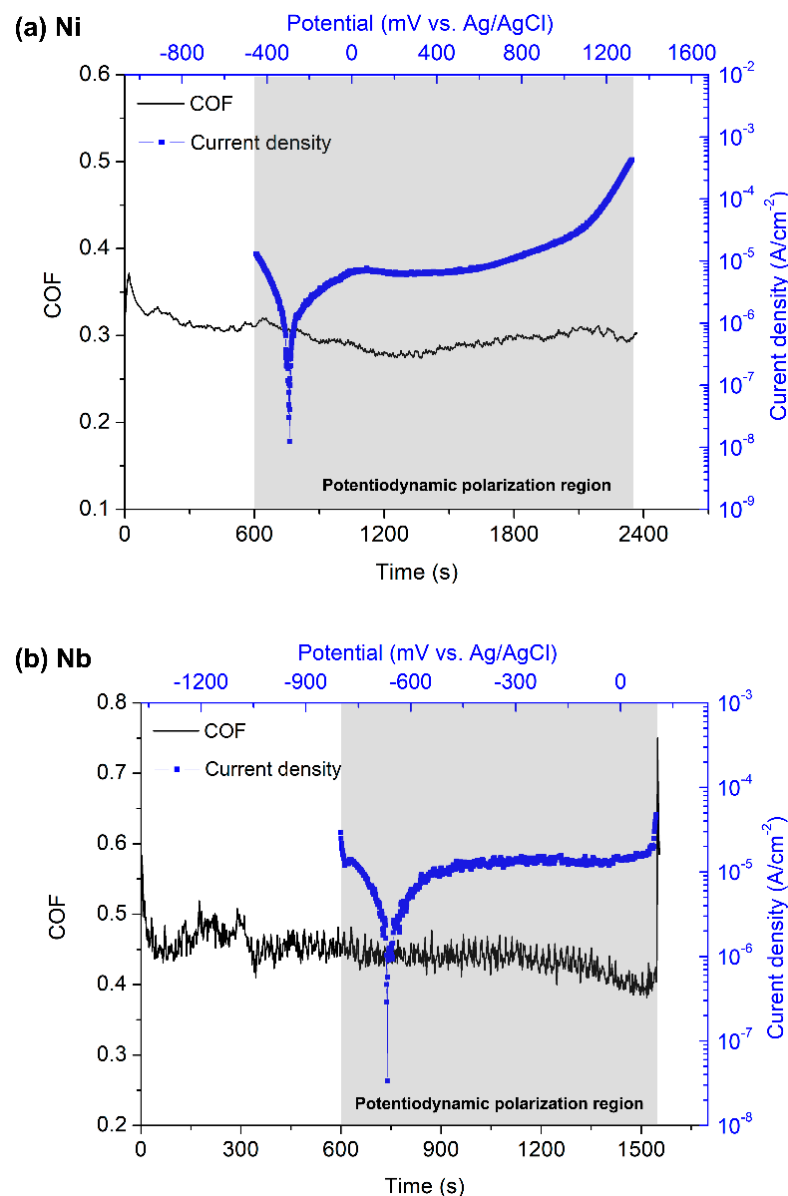 (a) Ni
Potential (mV vs. Ag/AgCl)
-800 -400 0 400 800 1200 1600
0.6
0.5
0.4
0.3
0.2
0.1
COF
COF
Current density
10⁻²
10⁻³
10⁻⁴
10⁻⁵
10⁻⁶
10⁻⁷
10⁻⁸
10⁻⁹
Curent density (A/cm⁻²)
Potentiodynamic polarization region
0 600 1200 1800 2400
Time (s)
(b) Nb
Potential (mV vs. Ag/AgCl)
-1200 -900 -600 -300 0
0.8
0.7
0.6
0.5
0.4
0.3
0.2
COF
COF
Current density
10⁻³
10⁻⁴
10⁻⁵
10⁻⁶
10⁻⁷
10⁻⁸
Curent density (A/cm⁻²)
Potentiodynamic polarization region
0 300 600 900 1200 1500
Time (s)